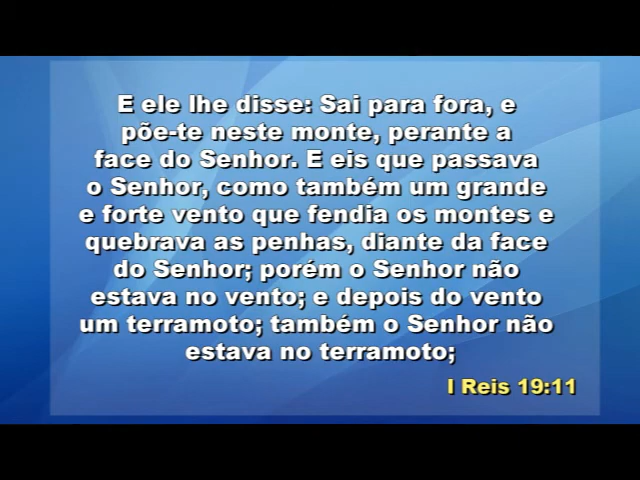 E ele lhe disse: Sai para fora, e
põe-te neste monte, perante a
face do Senhor. E eis que passava
o Senhor, como também um grande
e forte vento que fendia os montes e
quebrava as penhas, diante da face
do Senhor; porém o Senhor não
estava no vento; e depois do vento
um terramoto; também o Senhor não
estava no terramoto;
I Reis 19:11